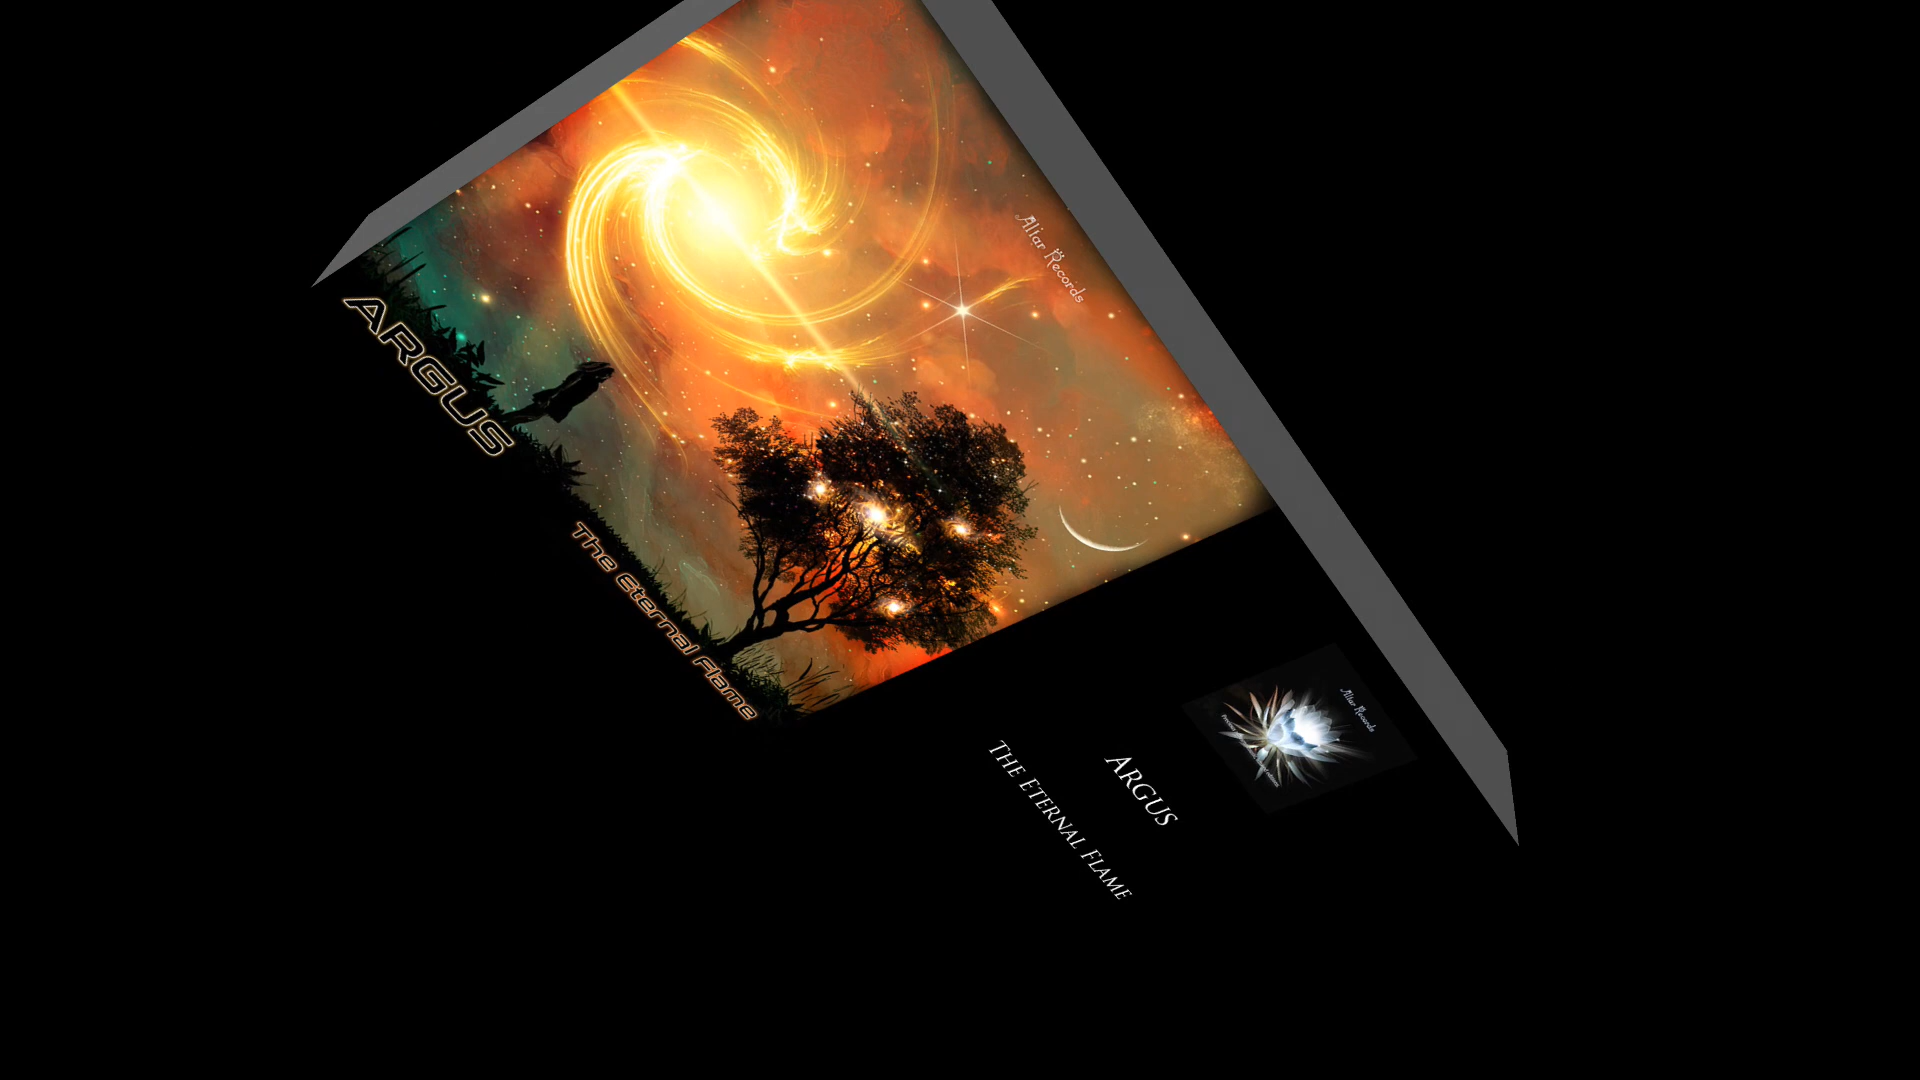 Altar Records
ARGUS
The Eternal Flame
Altar Records
ARGUS
THE ETERNAL FLAME